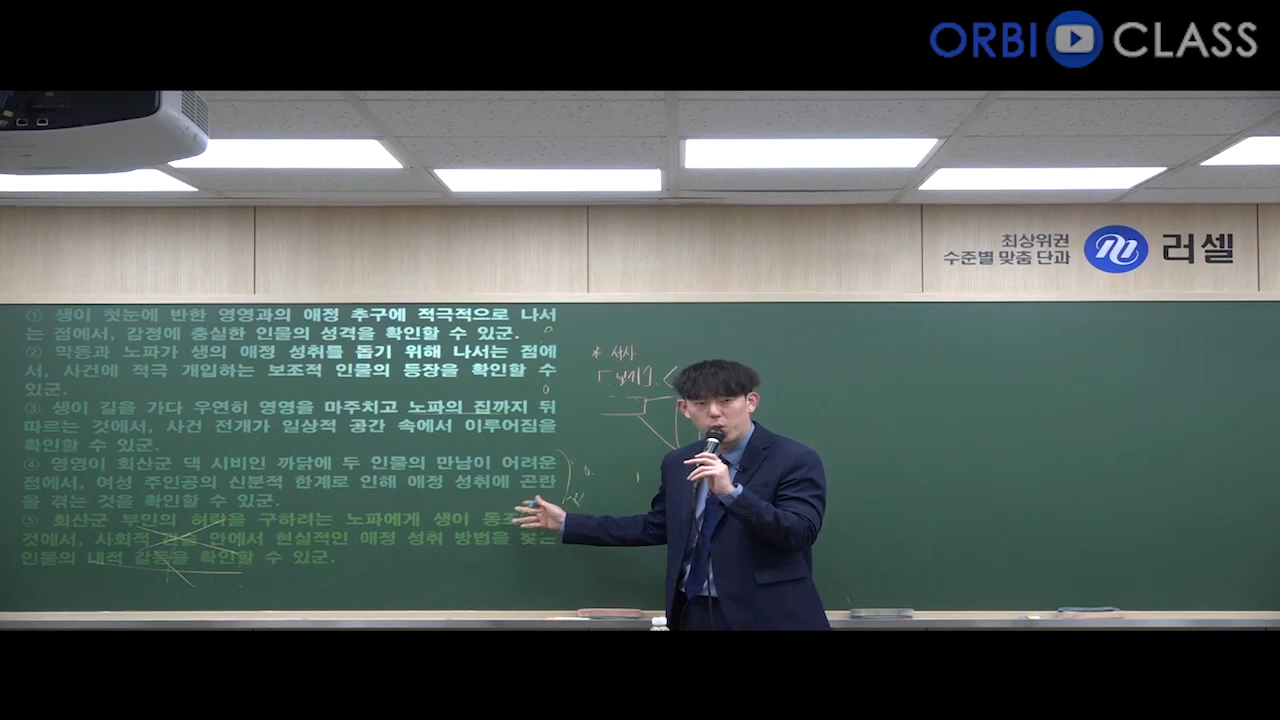 ORBI CLASS
최상위권
수준별 맞춤 단과
러셀
① 생이 첫눈에 반한 영영과의 애정 추구에 적극적으로 나서
는 점에서, 감정에 충실한 인물의 성격을 확인할 수 있군.
② 막동과 노파가 생의 애정 성취를 돕기 위해 나서는 점에
서, 사건에 적극 개입하는 보조적 인물의 등장을 확인할 수
있군.
③ 생이 길을 가다 우연히 영영을 마주치고 노파의 집까지 뒤
따르는 것에서, 사건 전개가 일상적 공간 속에서 이루어짐을
확인할 수 있군.
④ 영영이 회산군 댁 시비인 까닭에 두 인물의 만남이 어려운
점에서, 여성 주인공의 신분적 한계로 인해 애정 성취에 곤란
을 겪는 것을 확인할 수 있군.
⑤ 회산군 부인의 허락을 구하려는 노파에게 생이
것에서, 사회적 안에서 현실적인 애정 성취 방법을 찾는
인물의 내적 갈등을 확인할 수 있군.
* 서사